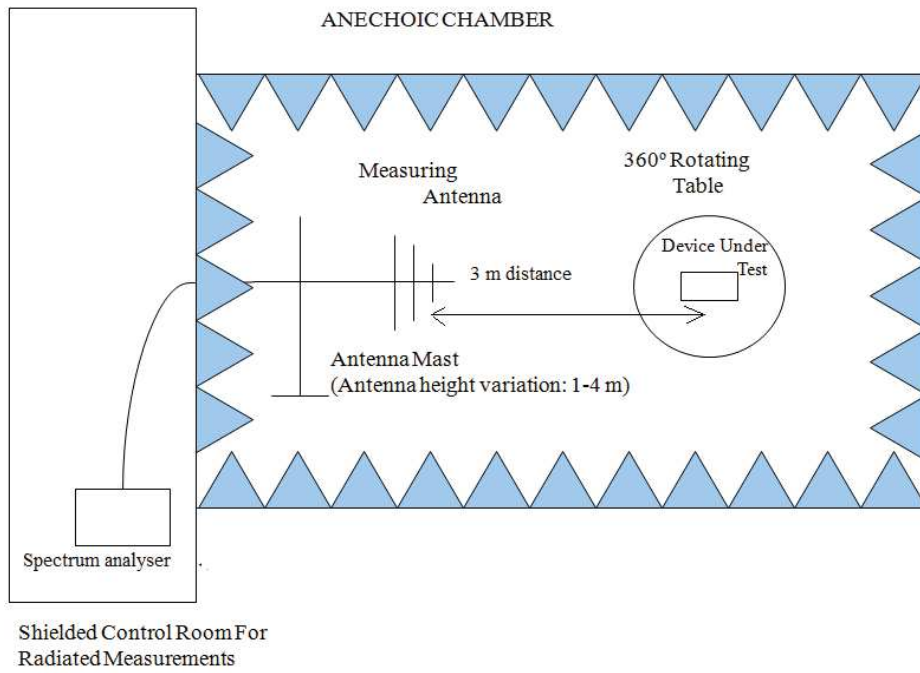 ANECHOIC CHAMBER
Measuring
Antenna
360º Rotating
Table
Device Under
Test
3 m distance
Antenna Mast
(Antenna height variation: 1-4 m)
Spectrum analyser
Shielded Control Room For
Radiated Measurements